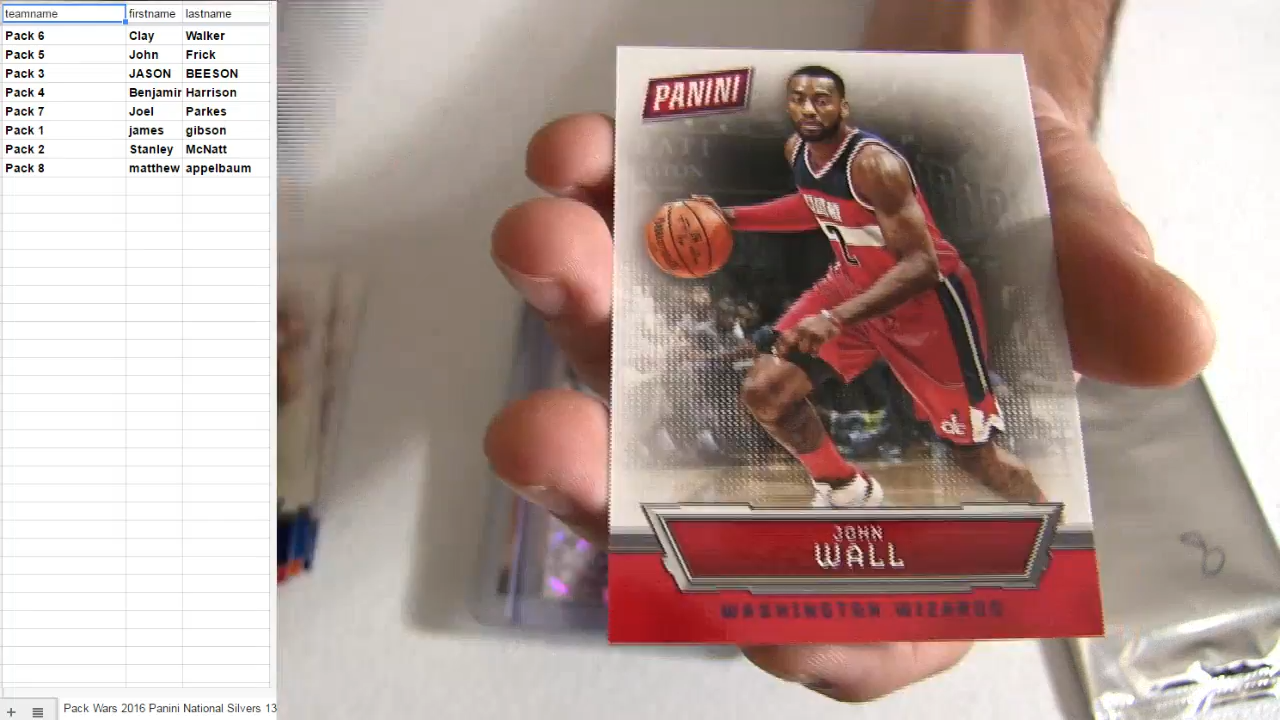 teamname firstname lastname
Pack 6 Clay Walker
Pack 5 John Frick
Pack 3 JASON BEESON
Pack 4 Benjamir Harrison
Pack 7 Joel Parkes
Pack 1 james gibson
Pack 2 Stanley McNatt
Pack 8 matthew appelbaum
Pack Wars 2016 Panini National Silvers 13
PANINI
2
JOHN
WALL
WASHINGTON WIZARDS
8